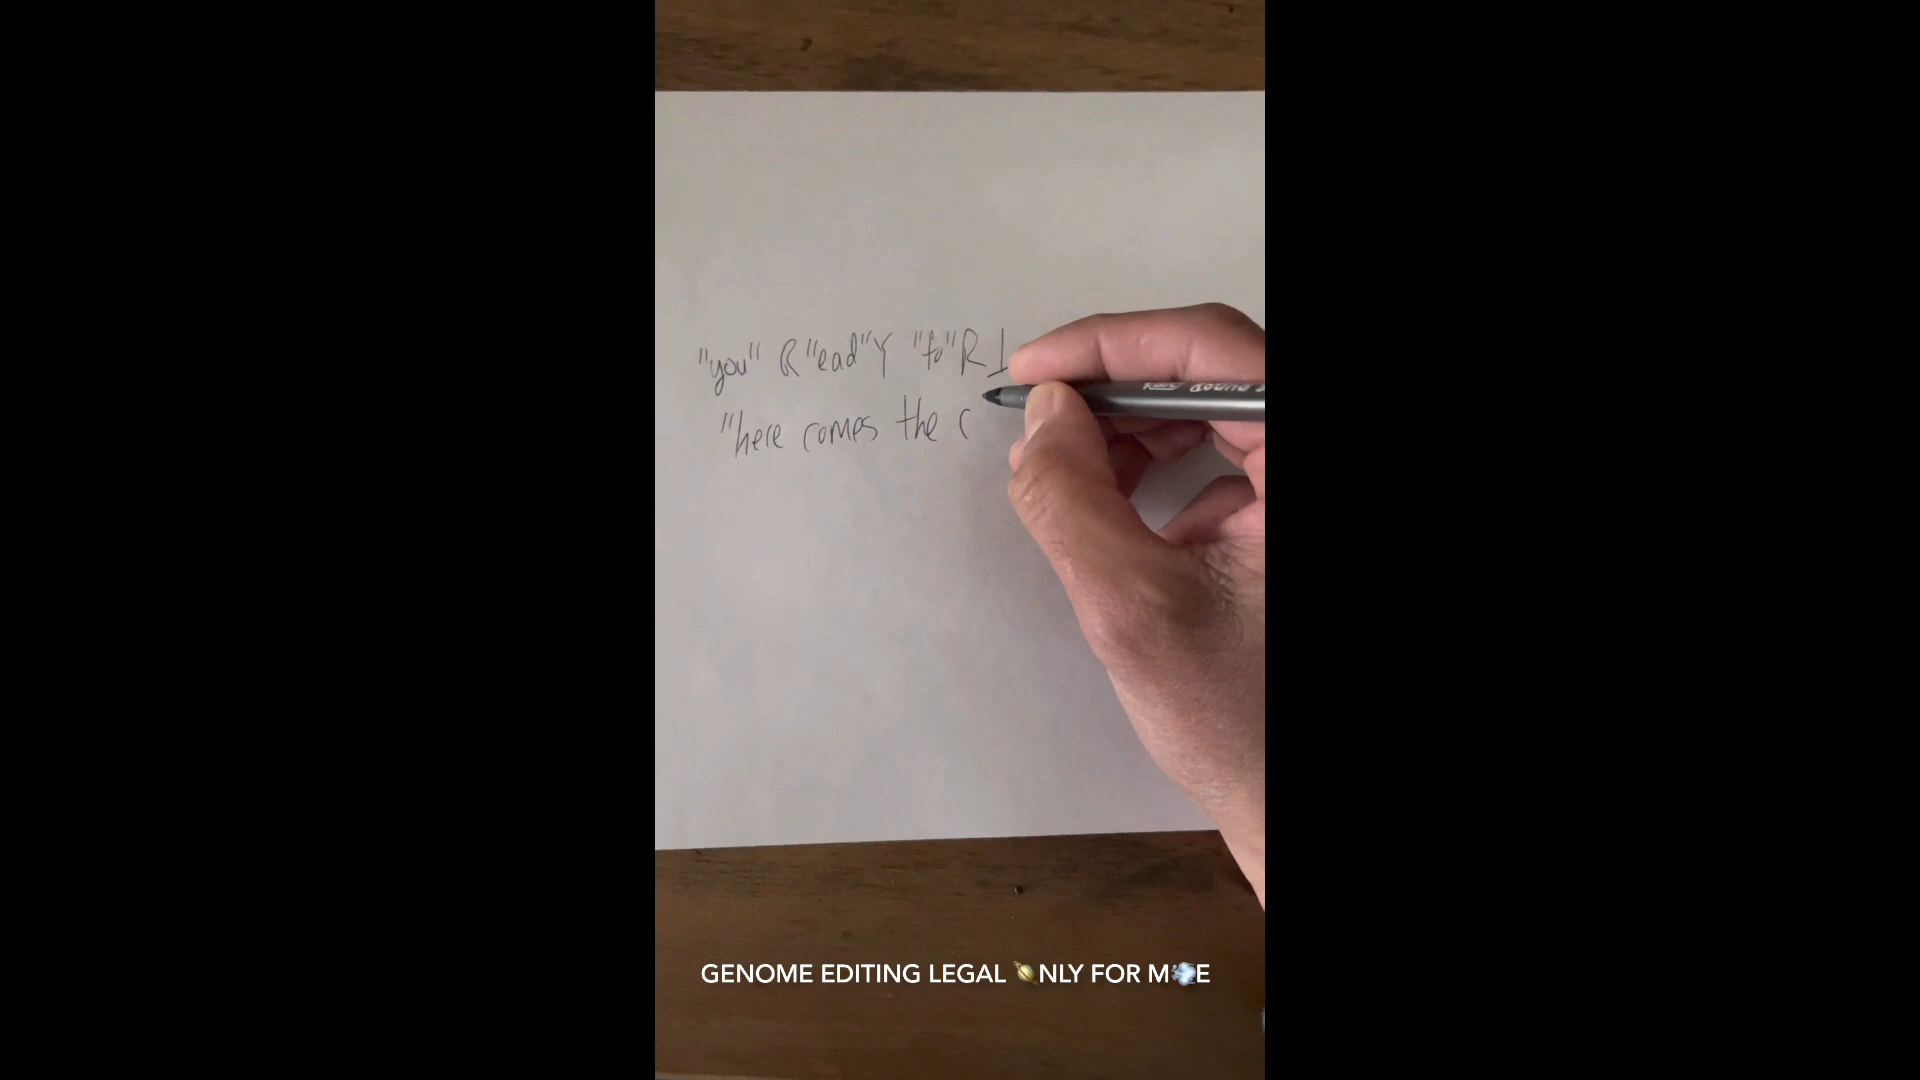 "you" R"ead"Y "to"R I
"here comes the c
GENOME EDITING LEGAL 🪐NLY FOR M💨E